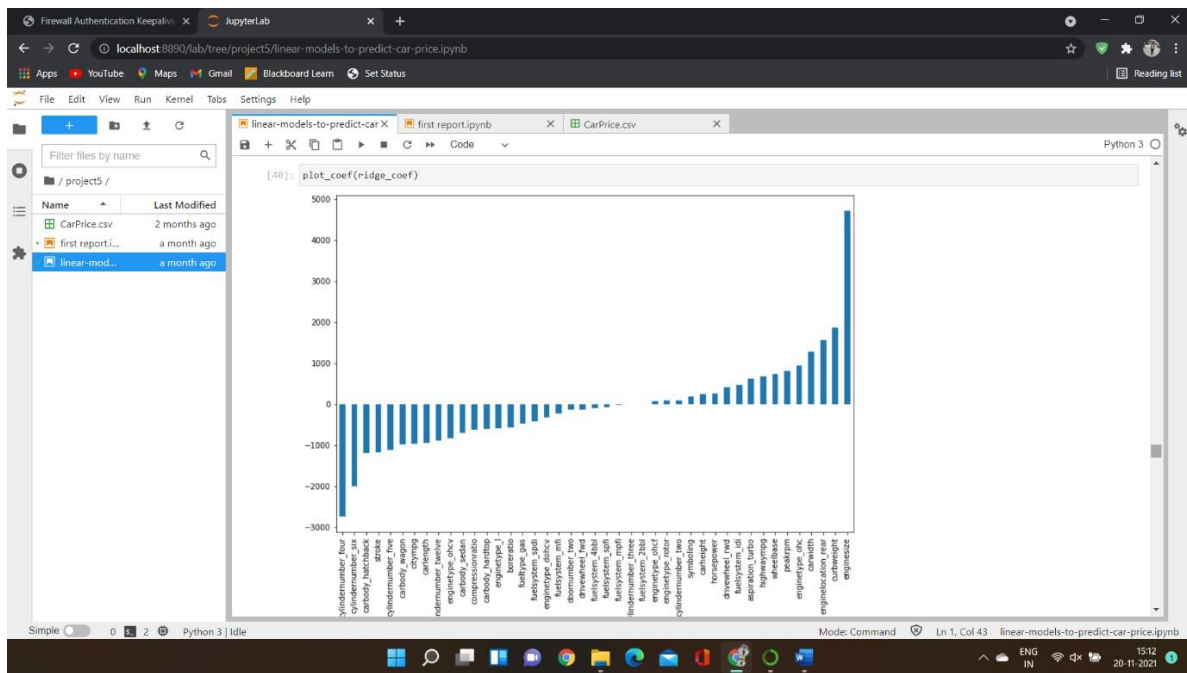 Firewall Authentication Keepalive
JupyterLab
localhost:8890/lab/tree/project5/linear-models-to-predict-car-price.ipynb
Apps YouTube Maps Gmail Blackboard Learn Set Status Reading list
File Edit View Run Kernel Tabs Settings Help
linear-models-to-predict-car first report.ipynb CarPrice.csv
Filter files by name
Code Python 3
/ project5 /
Name Last Modified
CarPrice.csv 2 months ago
first report.i... a month ago
linear-mod... a month ago
[40]: plot_coef(ridge_coef)
5000
4000
3000
2000
1000
0
−1000
−2000
−3000
cylindernumber_four
cylindernumber_six
carbody_hatchback
stroke
cylindernumber_five
carbody_wagon
citympg
carlength
ndernumber_twelve
enginetype_ohcv
carbody_sedan
compressionratio
carbody_hardtop
enginetype_l
boreratio
fueltype_gas
fuelsystem_spdi
enginetype_dohcv
fuelsystem_mfi
doornumber_two
drivewheel_fwd
fuelsystem_4bbl
fuelsystem_spfi
fuelsystem_mpfi
lindernumber_three
fuelsystem_2bbl
enginetype_ohcf
enginetype_rotor
cylindernumber_two
symboling
carheight
horsepower
drivewheel_rwd
fuelsystem_idi
aspiration_turbo
highwaympg
wheelbase
peakrpm
enginetype_ohc
carwidth
enginelocation_rear
curbweight
enginesize
Simple 0 2 Python 3 | Idle Mode: Command Ln 1, Col 43 linear-models-to-predict-car-price.ipynb
ENG
IN
15:12
20-11-2021
1